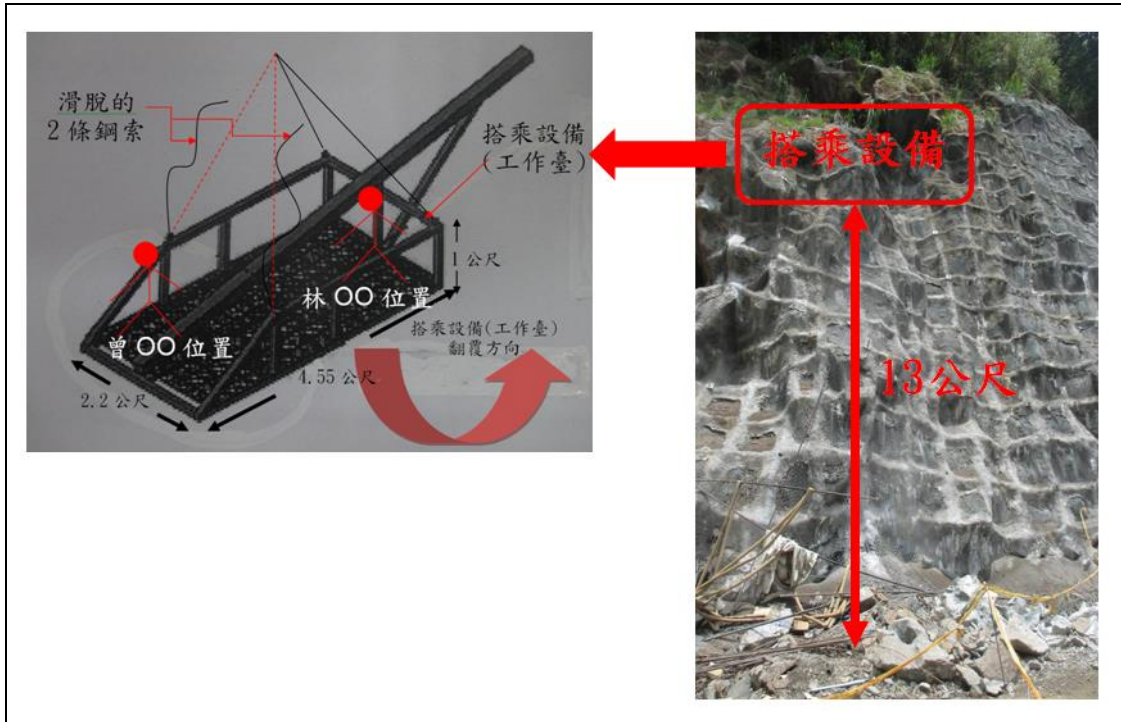 滑脫的
2 條鋼索
搭乘設備
(工作臺)
1 公尺
林 OO 位置
曾 OO 位置
搭乘設備(工作臺)
翻覆方向
4.55 公尺
2.2 公尺
搭乘設備
13公尺